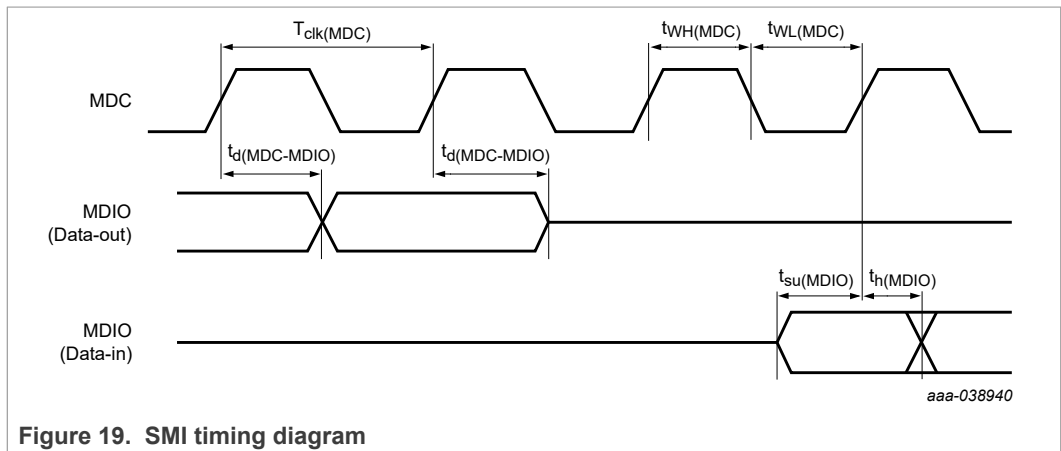 Tclk(MDC)
tWH(MDC)
tWL(MDC)
MDC
td(MDC-MDIO)
td(MDC-MDIO)
MDIO
(Data-out)
tsu(MDIO)
th(MDIO)
MDIO
(Data-in)
aaa-038940
Figure 19. SMI timing diagram